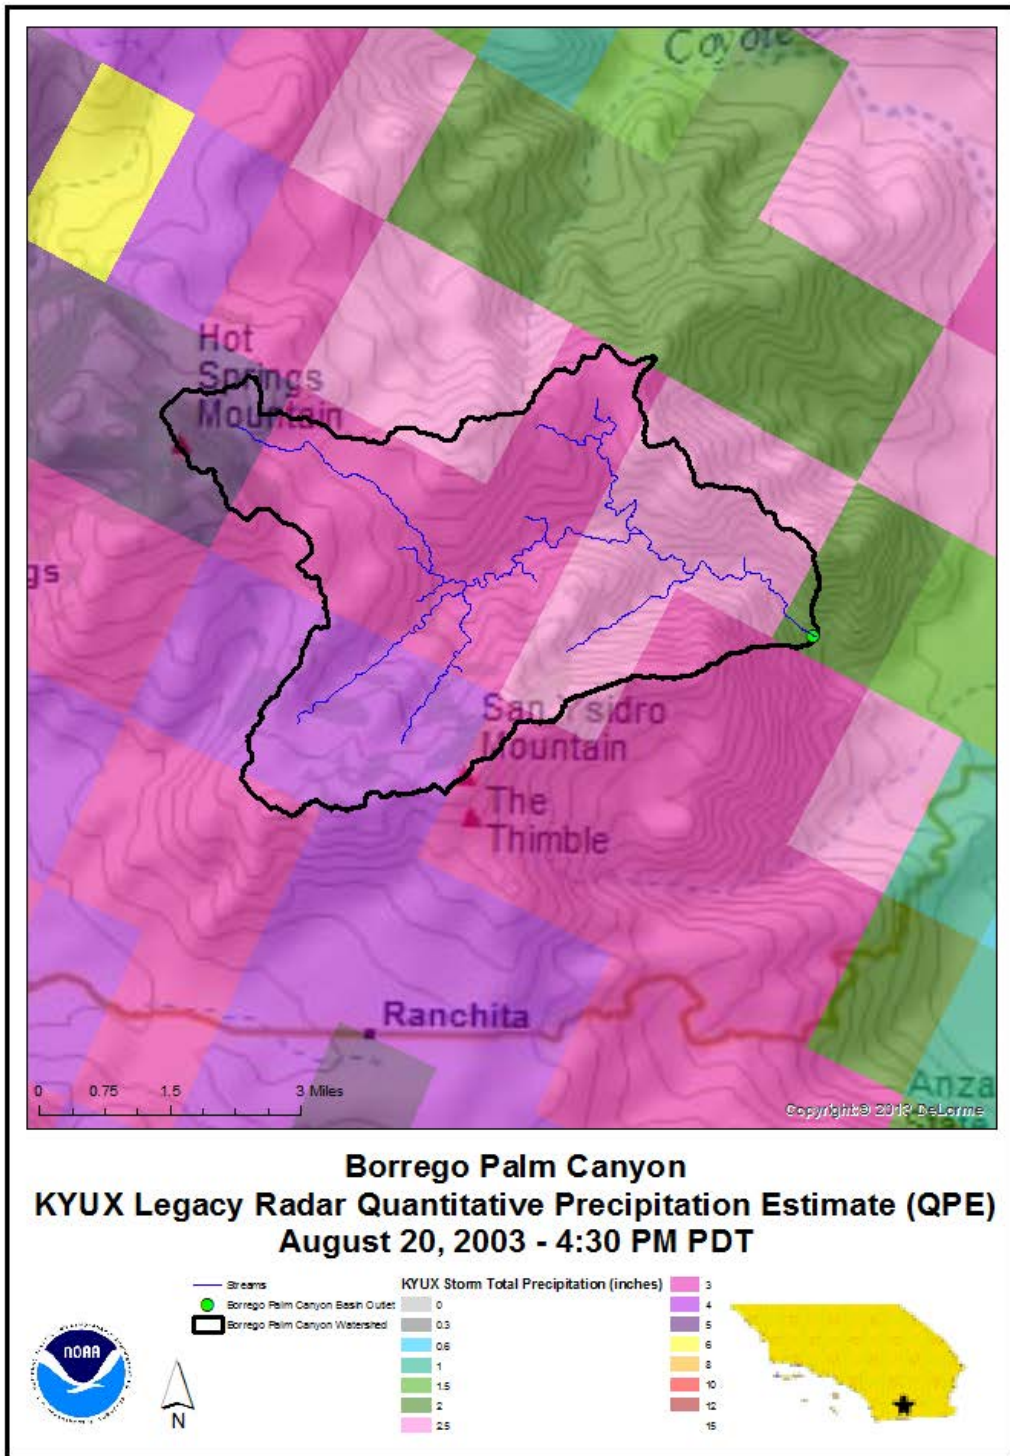 Coyote
Hot
Springs
Mountain
gs
San Ysidro
Mountain
The
Thimble
Ranchita
0 0.75 1.5 3 Miles
Anza
State
Copyright:© 2013 DeLorme
Borrego Palm Canyon
KYUX Legacy Radar Quantitative Precipitation Estimate (QPE)
August 20, 2003 - 4:30 PM PDT
Streams
Borrego Palm Canyon Basin Outlet
Borrego Palm Canyon Watershed
KYUX Storm Total Precipitation (inches)
0
0.3
0.6
1
1.5
2
2.5
3
4
5
6
8
10
12
15
NOAA
N